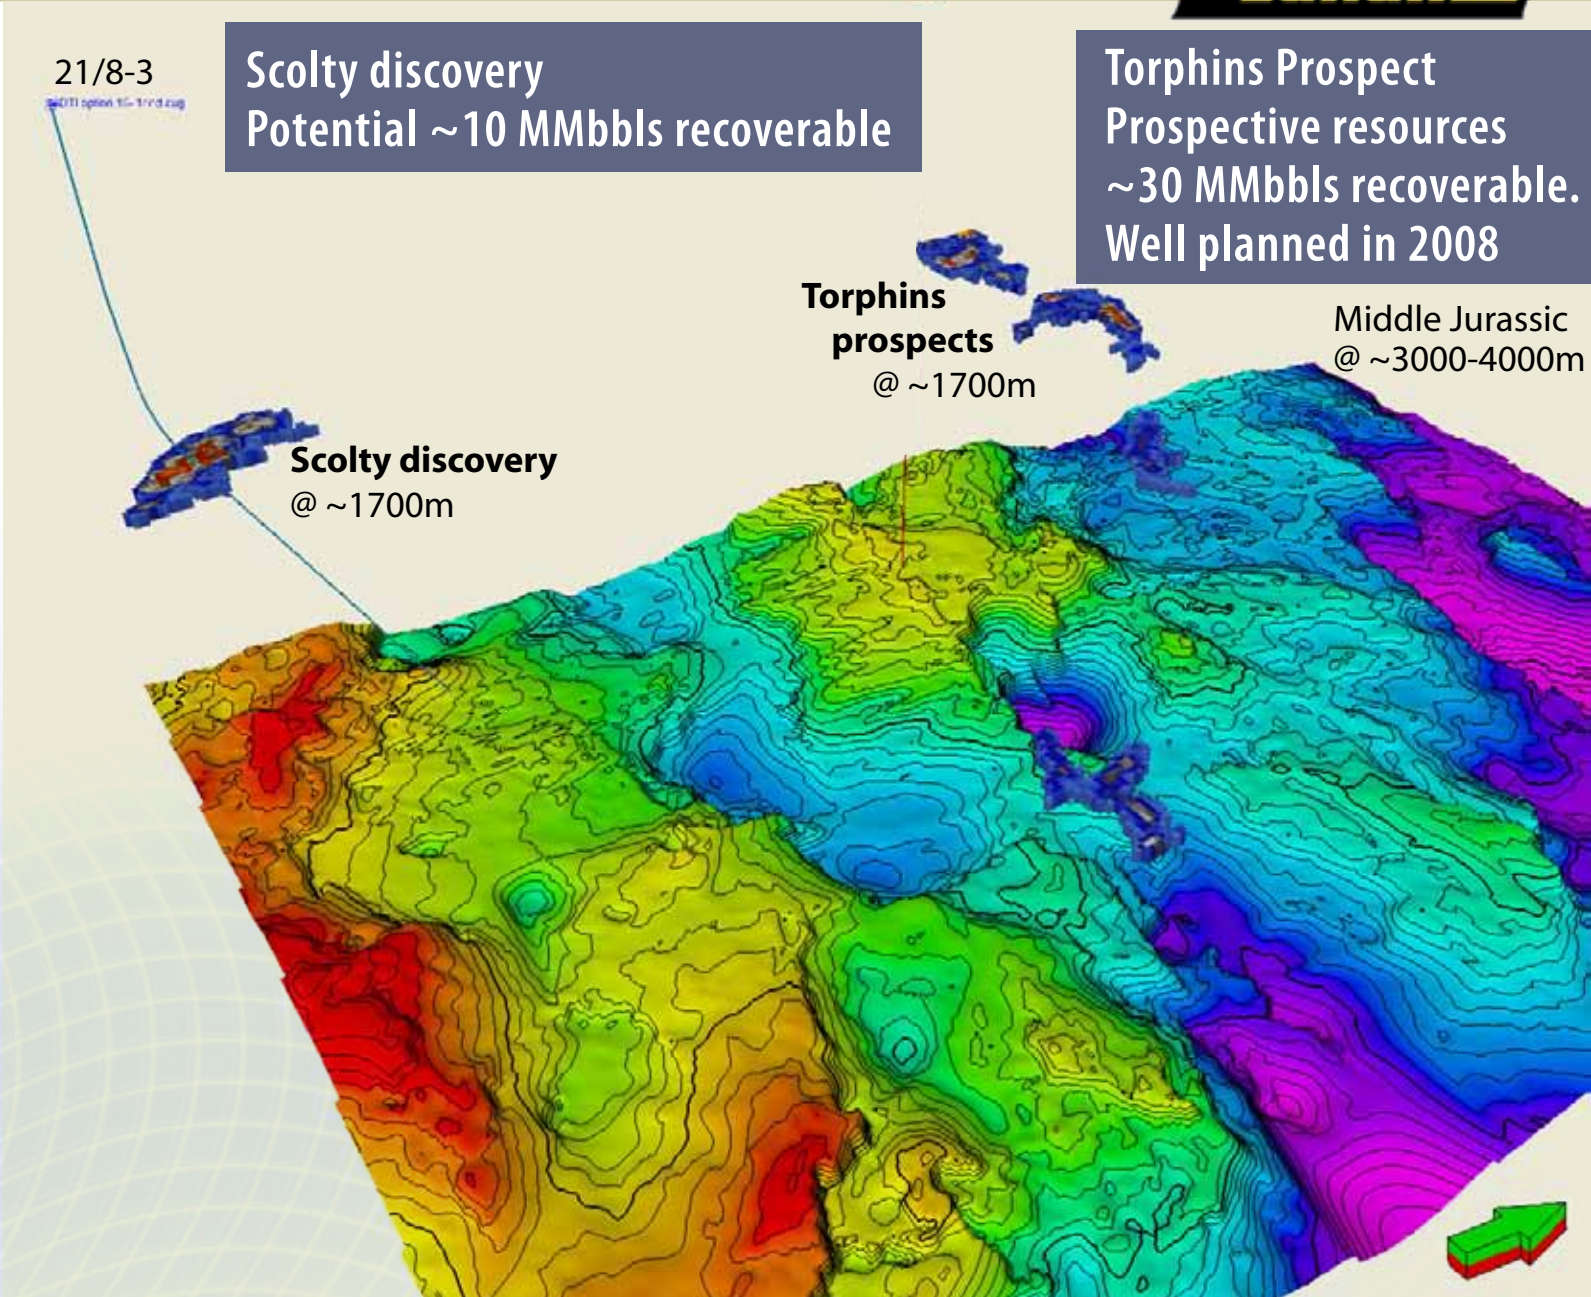 21/8-3
Scolty discovery
Potential ~10 MMbbls recoverable
Torphins Prospect
Prospective resources
~30 MMbbls recoverable.
Well planned in 2008
Torphins
prospects
@ ~1700m
Middle Jurassic
@ ~3000-4000m
Scolty discovery
@ ~1700m